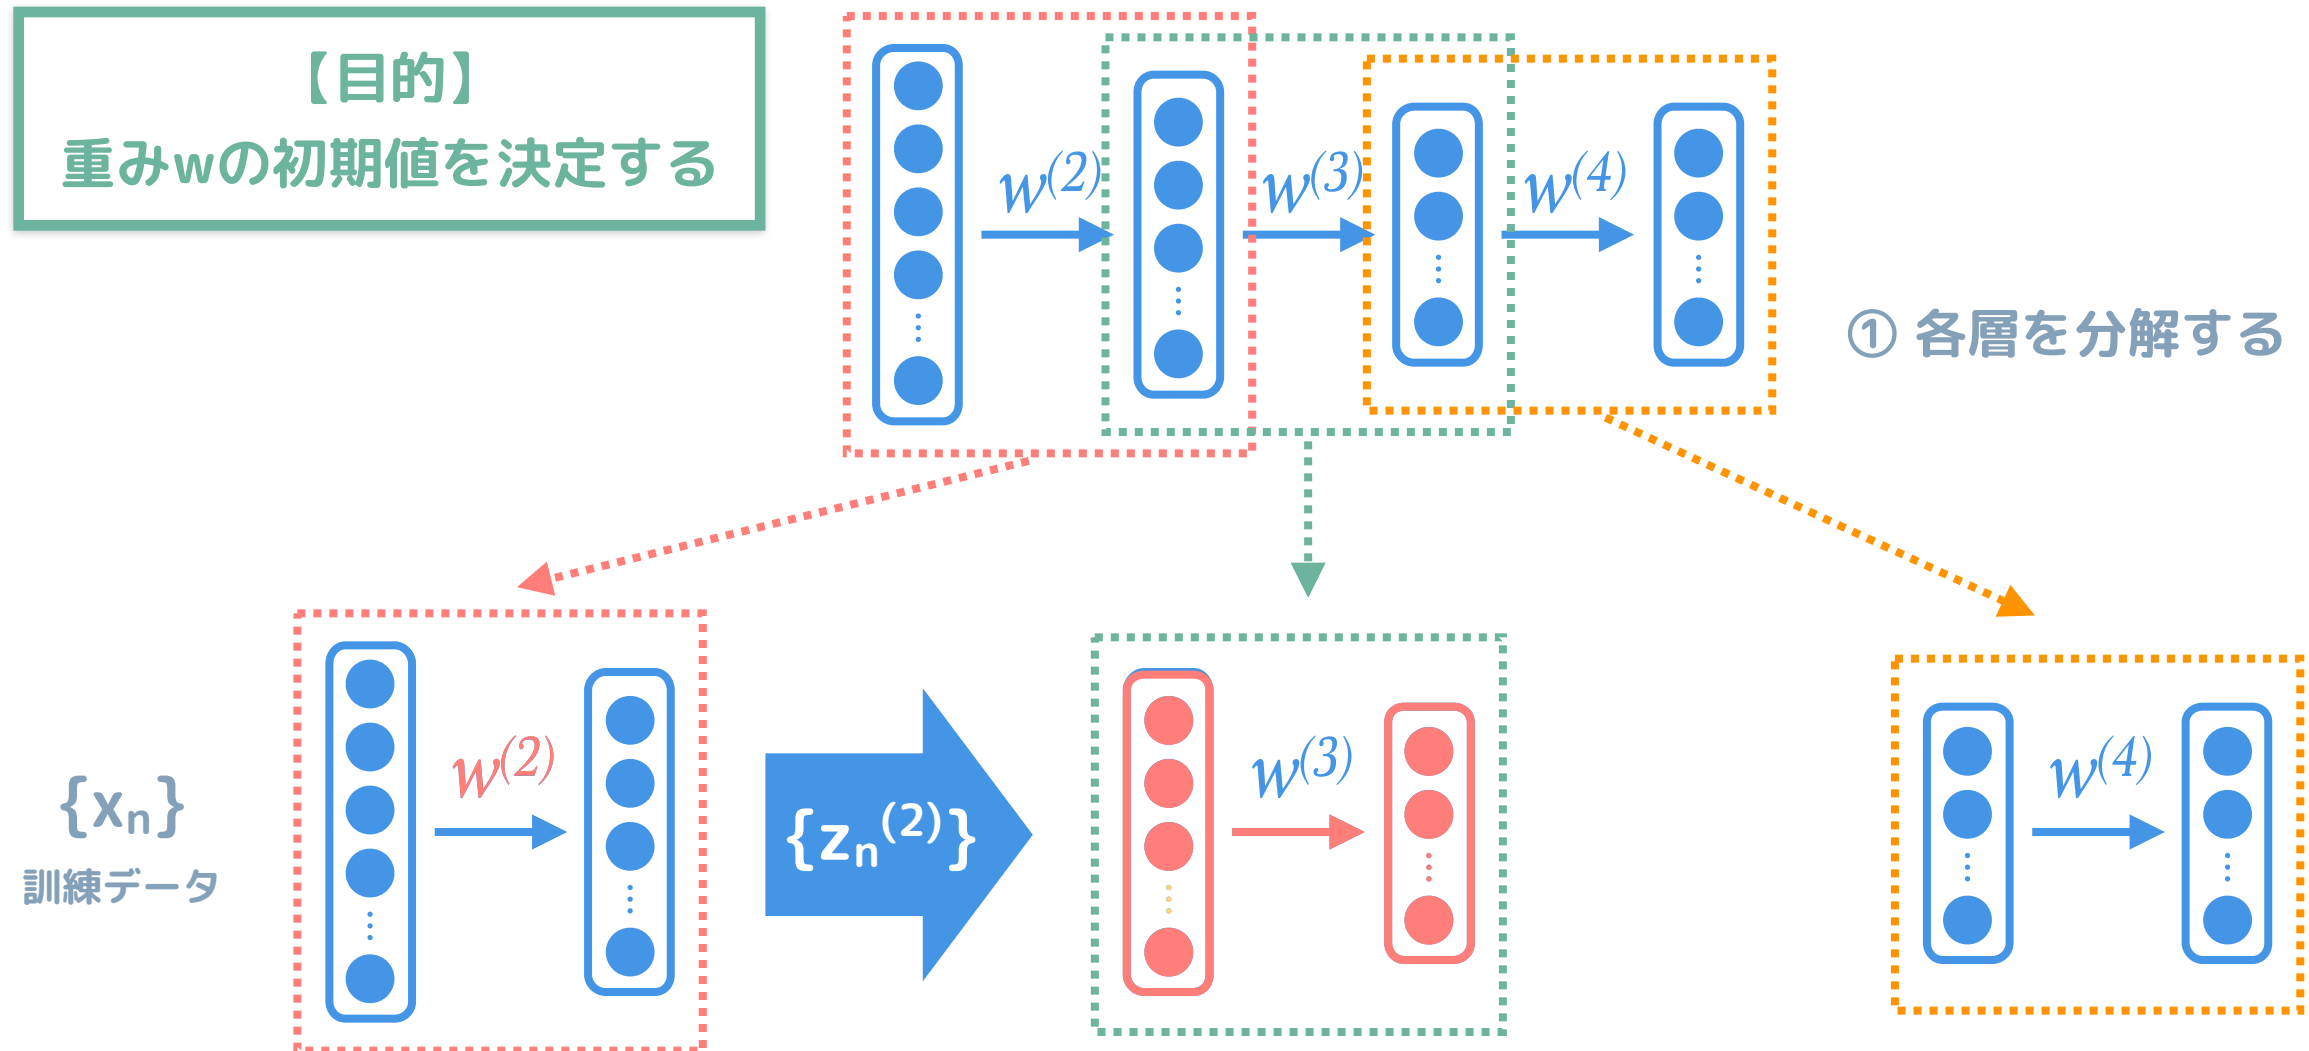 【目的】
重みwの初期値を決定する
w(2)
w(3)
w(4)
① 各層を分解する
{xn}
訓練データ
w(2)
{zn(2)}
w(3)
w(4)